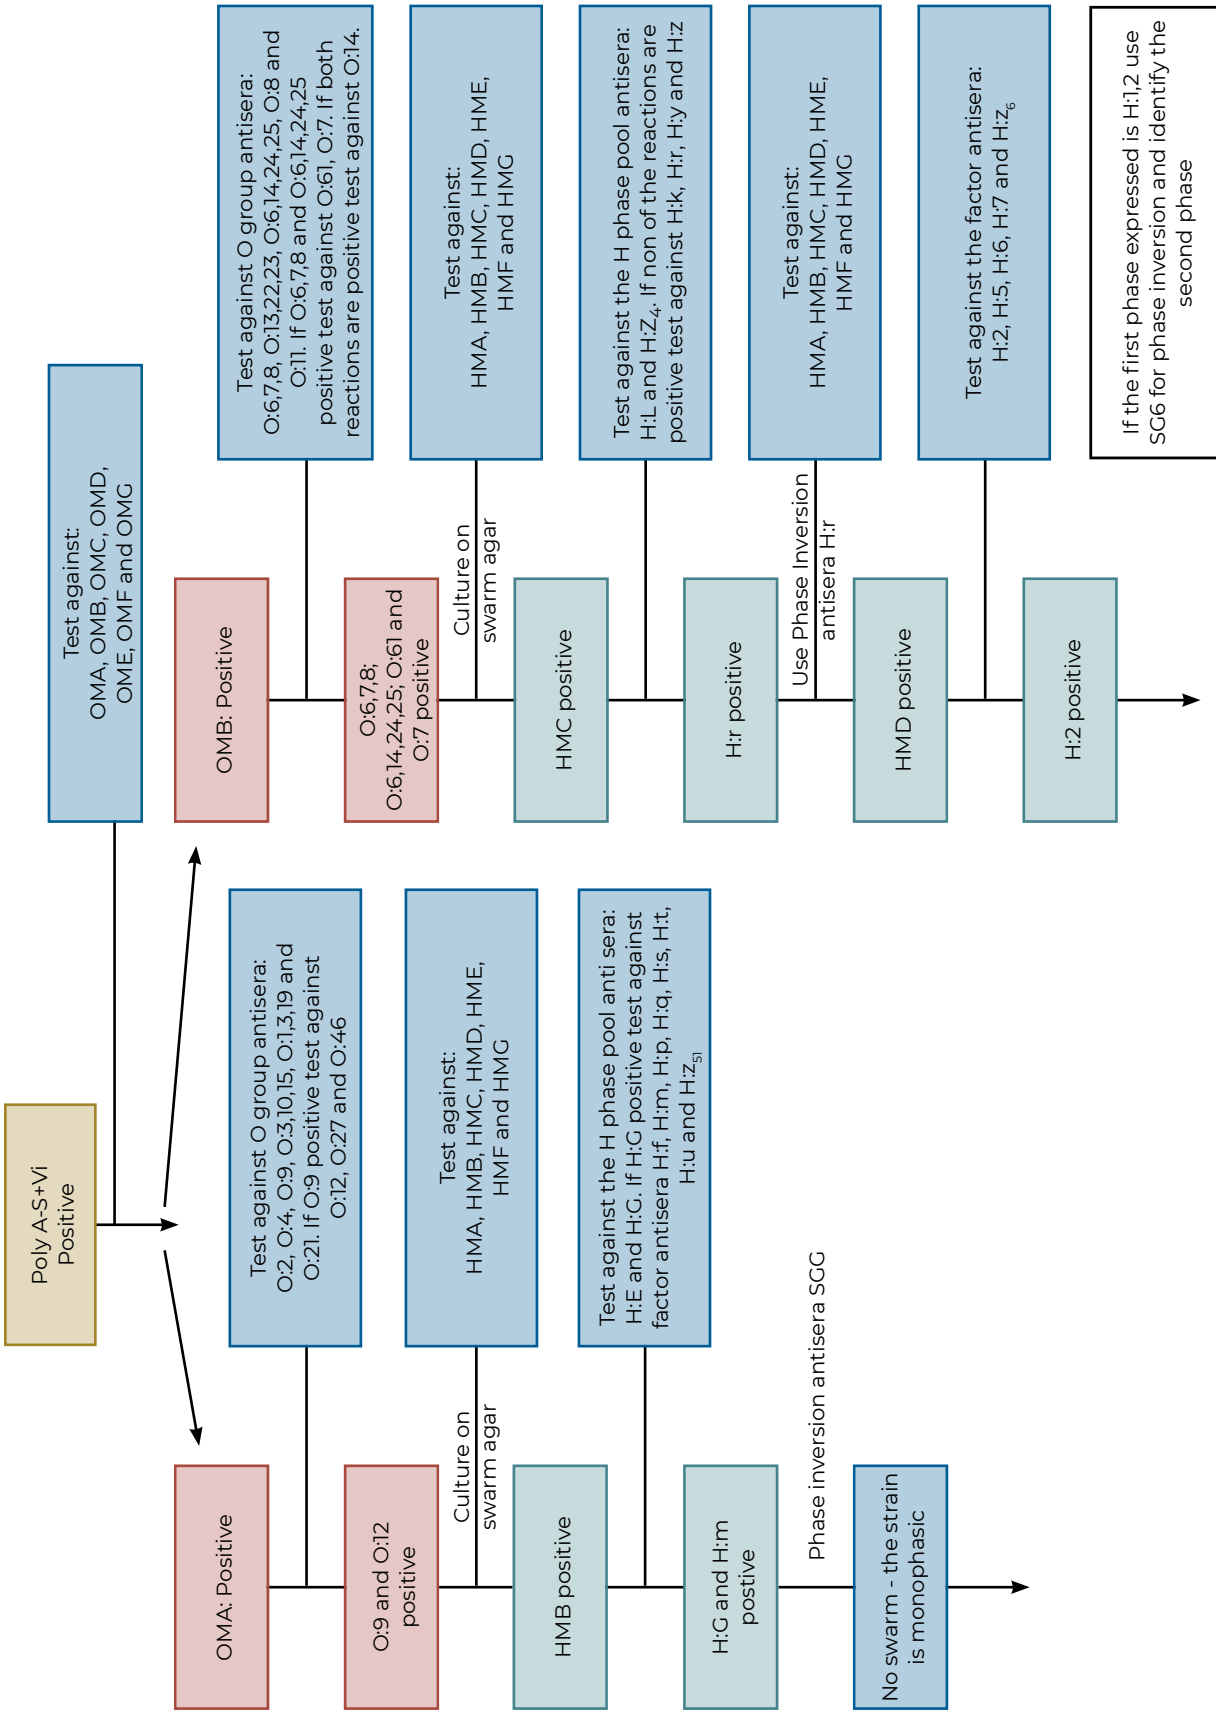 Poly A-S+Vi
Positive
Test against:
OMA, OMB, OMC, OMD,
OME, OMF and OMG
OMA: Positive
Test against O group antisera:
O:2, O:4, O:9, O:3,10,15, O:1,3,19 and
O:21. If O:9 positive test against
O:12, O:27 and O:46
O:9 and O:12
positive
Culture on
swarm agar
Test against:
HMA, HMB, HMC, HMD, HME,
HMF and HMG
HMB positive
Test against the H phase pool anti sera:
H:E and H:G. If H:G positive test against
factor antisera H:f, H:m, H:p, H:q, H:s, H:t,
H:u and H:z₅₁
H:G and H:m
postive
Phase inversion antisera SGG
No swarm - the strain
is monophasic
OMB: Positive
Test against O group antisera:
O:6,7,8, O:13,22,23, O:6,14,24,25, O:8 and
O:11. If O:6,7,8 and O:6,14,24,25
positive test against O:61, O:7. If both
reactions are positive test against O:14.
O:6,7,8;
O:6,14,24,25; O:61 and
O:7 positive
Culture on
swarm agar
Test against:
HMA, HMB, HMC, HMD, HME,
HMF and HMG
HMC positive
Test against the H phase pool antisera:
H:L and H:Z₄. If non of the reactions are
positive test against H:k, H:r, H:y and H:z
H:r positive
Use Phase Inversion
antisera H:r
Test against:
HMA, HMB, HMC, HMD, HME,
HMF and HMG
HMD positive
Test against the factor antisera:
H:2, H:5, H:6, H:7 and H:z₆
H:2 positive
If the first phase expressed is H:1,2 use
SG6 for phase inversion and identify the
second phase